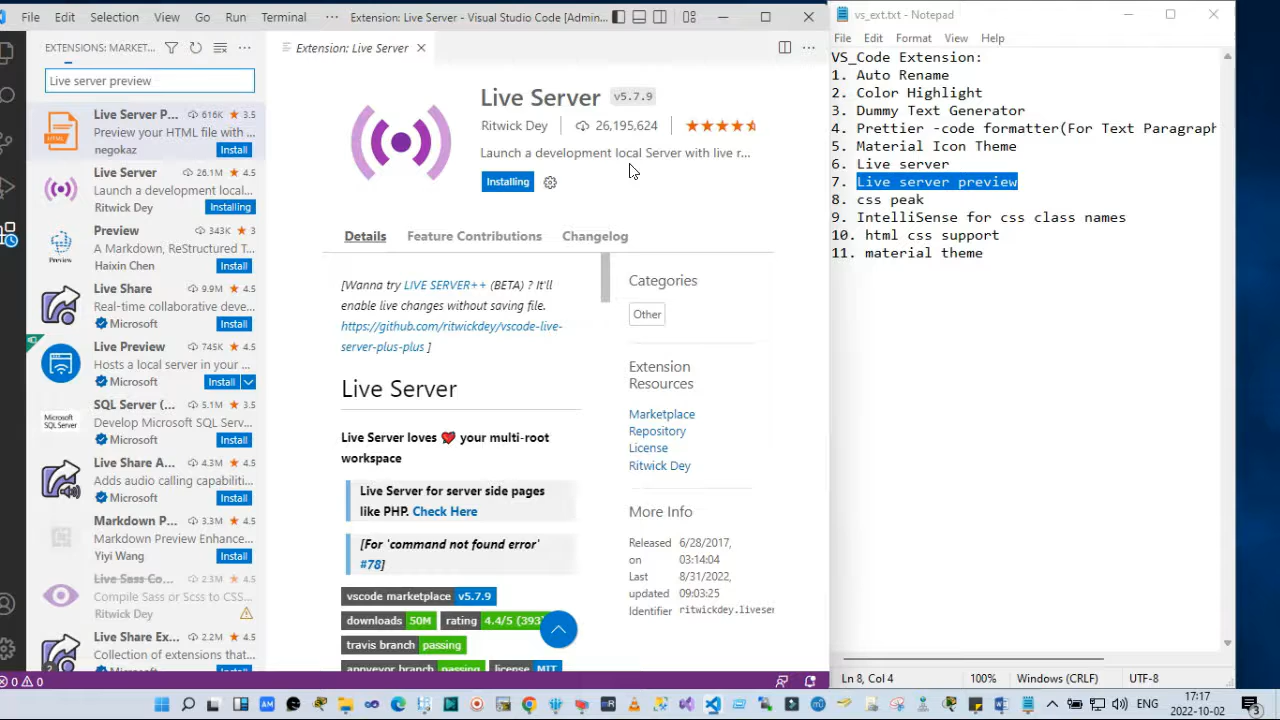 File
Edit
Selection
Go
Run
Terminal
···
Extension: Live Server - Visual Studio Code [Admin...
EXTENSIONS: MARKET...
Live server preview
Live Server P... 616K ★ 3.5
Preview your HTML file with ...
negokaz
Install
Live Server 26.1M ★ 4.5
Launch a development local...
Ritwick Dey
Installing
Preview 343K ★ 3
A Markdown, ReStructured T...
Haixin Chen
Install
Live Share 9.9M ★ 4.5
Real-time collaborative deve...
Microsoft
Install
Live Preview 745K ★ 4.5
Hosts a local server in your ...
Microsoft
Install
SQL Server (... 5.1M ★ 3.5
Develop Microsoft SQL Serv...
Microsoft
Install
Microsoft
SQL Server
Live Share A... 4.3M ★ 4.5
Adds audio calling capabiliti...
Microsoft
Install
Markdown P... 3.3M ★ 4.5
Markdown Preview Enhance...
Yiyi Wang
Install
Live Sass Co... 2.3M ★ 4.5
Compile Sass or Scss to CSS...
Ritwick Dey
Live Share Ex... 2.2M ★ 4.5
Collection of extensions that...
Microsoft
Install
Extension: Live Server
Live Server v5.7.9
Ritwick Dey
26,195,624
Launch a development local Server with live r...
Installing
Details
Feature Contributions
Changelog
[Wanna try LIVE SERVER++ (BETA) ? It'll
enable live changes without saving file.
https://github.com/ritwickdey/vscode-live-
server-plus-plus ]
Live Server
Live Server loves ❤️ your multi-root
workspace
Live Server for server side pages
like PHP. Check Here
[For 'command not found error'
#78]
vscode marketplace v5.7.9
downloads 50M rating 4.4/5 (393)
travis branch passing
appveyor branch passing license MIT
Categories
Other
Extension
Resources
Marketplace
Repository
License
Ritwick Dey
More Info
Released 6/28/2017,
on 03:14:04
Last 8/31/2022,
updated 09:03:25
Identifier ritwickdey.liveser
0 0
vs_ext.txt - Notepad
File
Edit
Format
View
Help
VS_Code Extension:
1. Auto Rename
2. Color Highlight
3. Dummy Text Generator
4. Prettier -code formatter(For Text Paragraph
5. Material Icon Theme
6. Live server
7. Live server preview
8. css peak
9. IntelliSense for css class names
10. html css support
11. material theme
Ln 8, Col 4
100%
Windows (CRLF)
UTF-8
ENG
17:17
2022-10-02
3